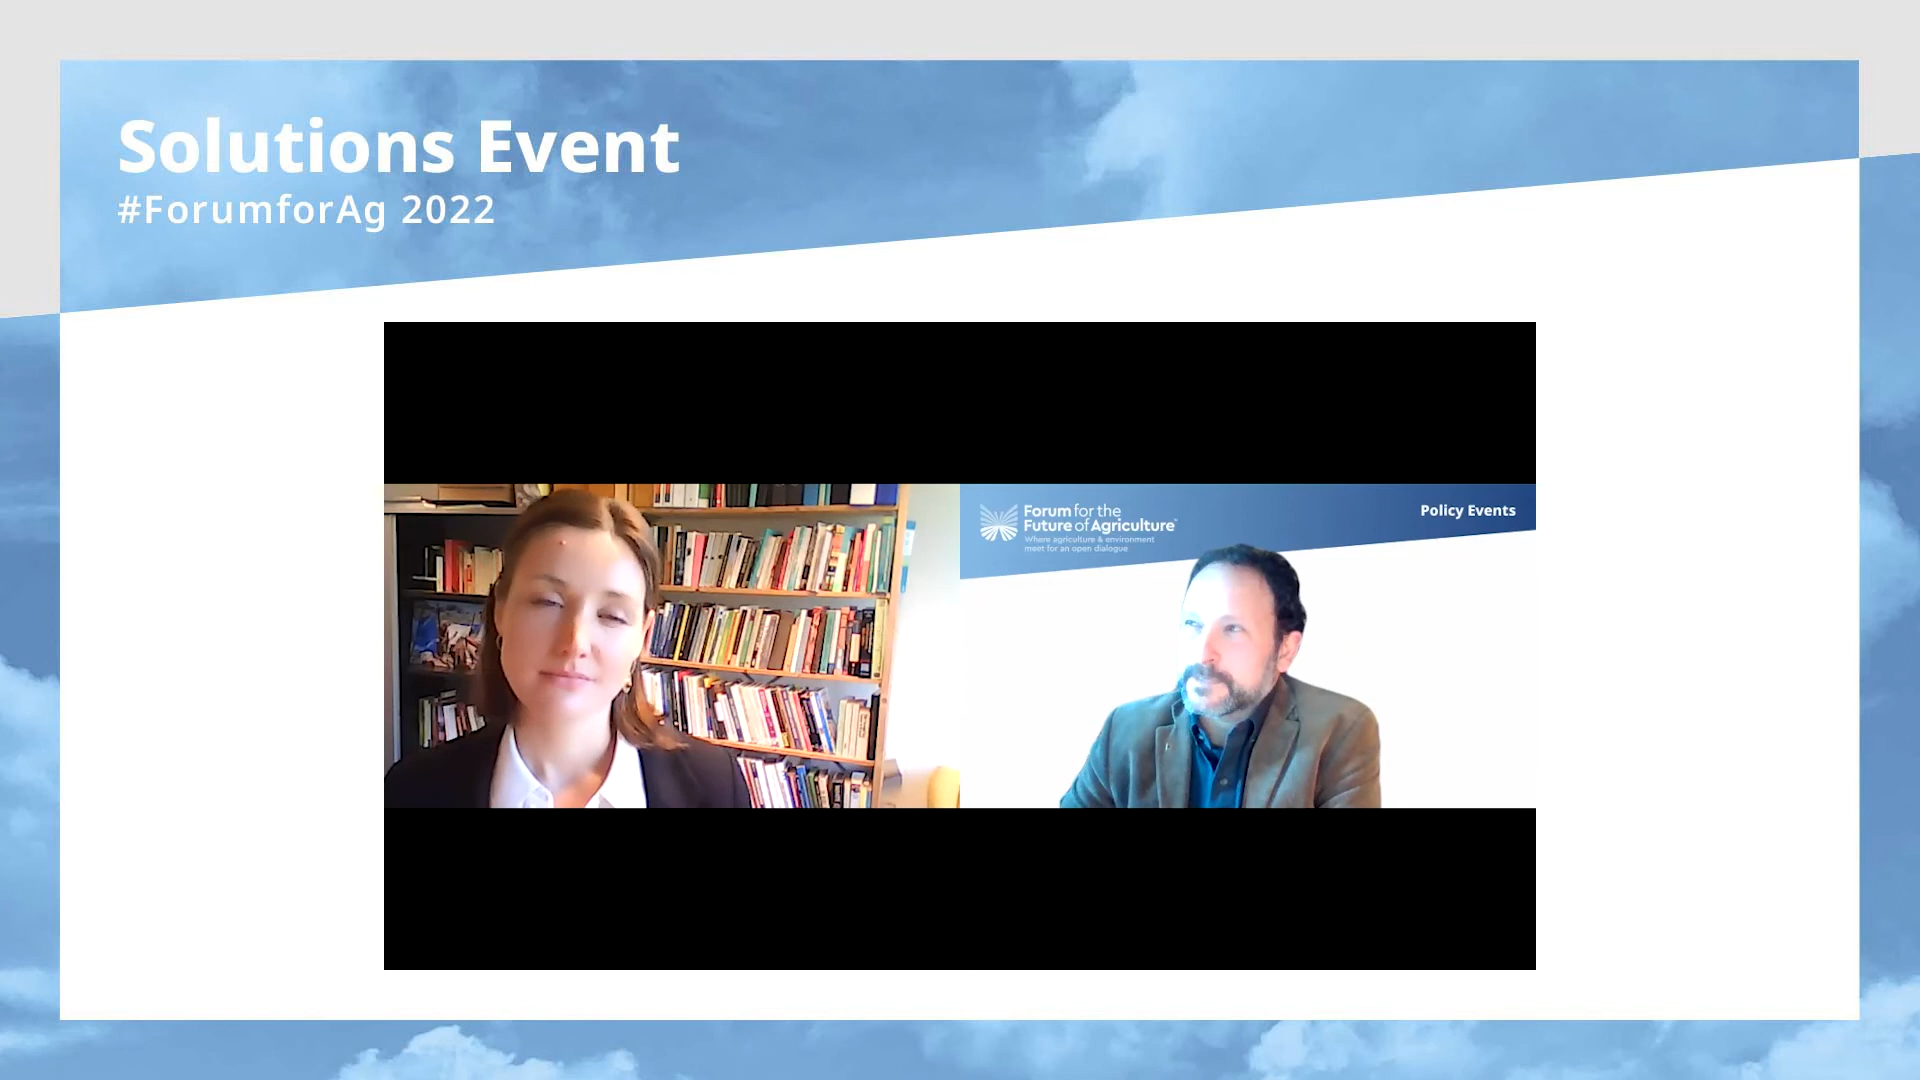 Solutions Event
#ForumforAg 2022
Forum for the
Future of Agriculture
Where agriculture & environment
meet for an open dialogue
Policy Events